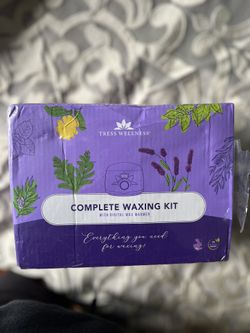 TRESS WELLNESS
COMPLETE WAXING KIT
WITH DIGITAL WAX WARMER
Everything you need
for waxing!